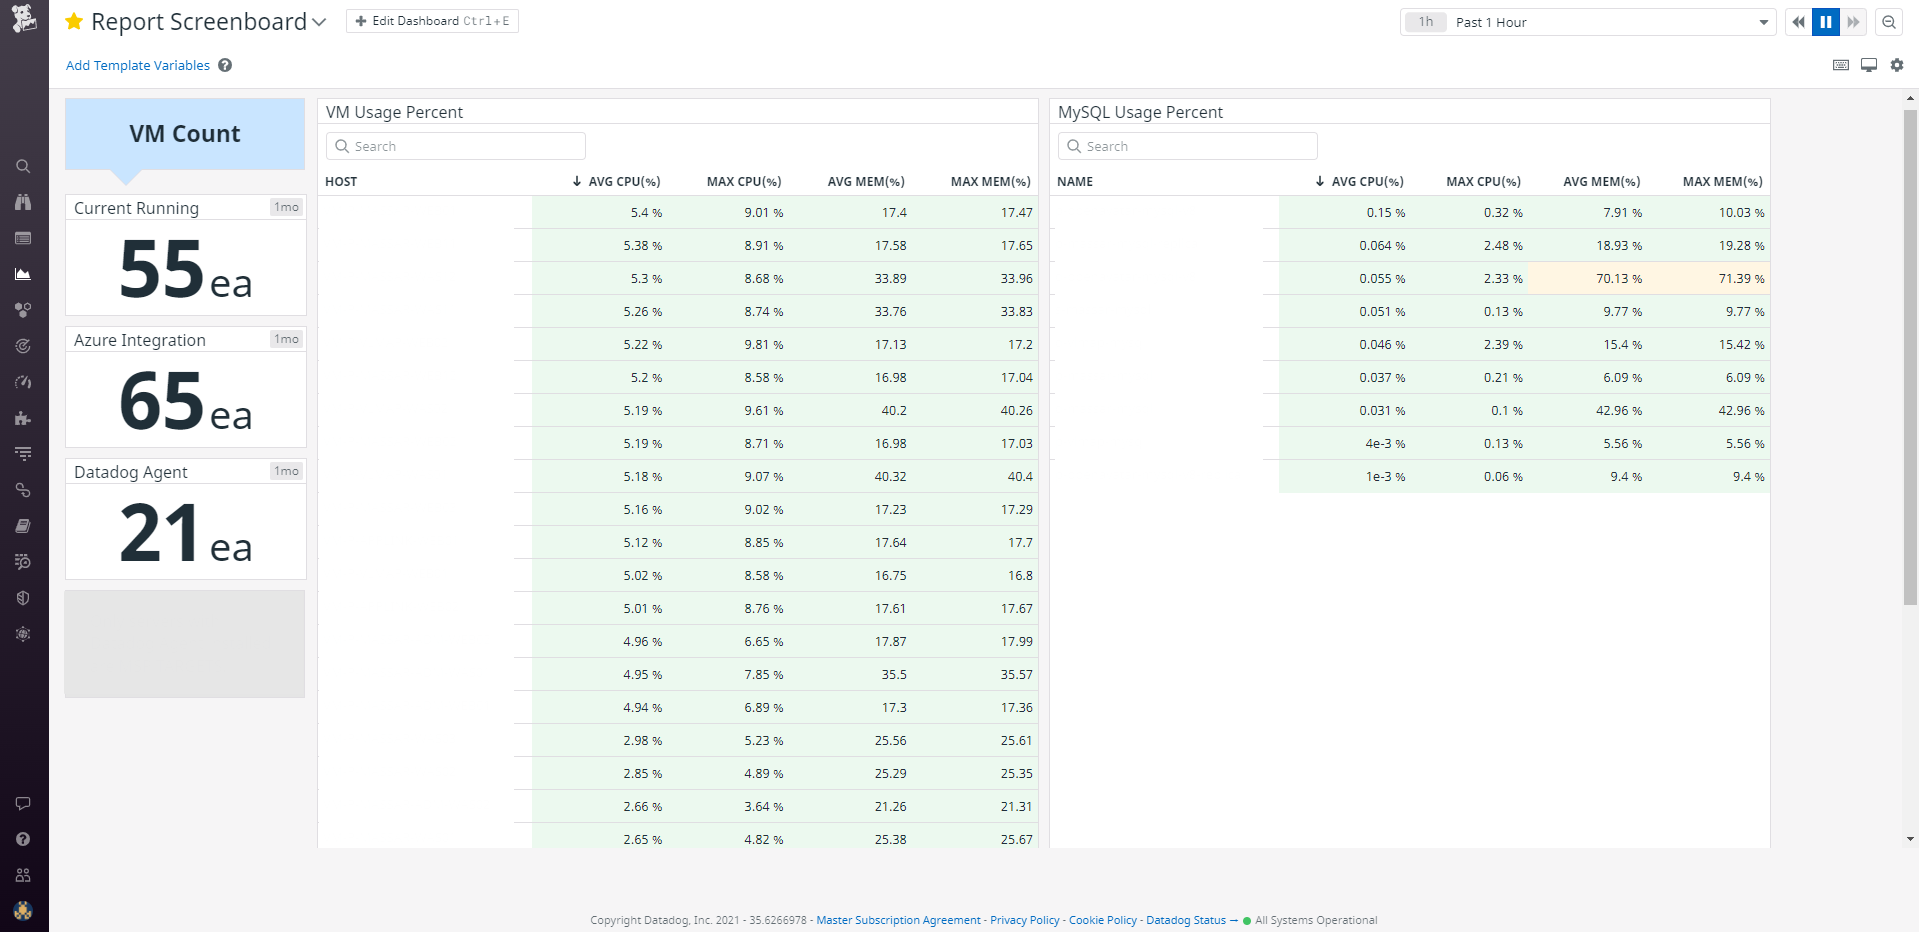 Report Screenboard
Edit Dashboard Ctrl+E
1h Past 1 Hour
Add Template Variables
VM Count
Current Running 1mo
55 ea
Azure Integration 1mo
65 ea
Datadog Agent 1mo
21 ea
VM Usage Percent
Search
HOST ↓ AVG CPU(%) MAX CPU(%) AVG MEM(%) MAX MEM(%)
5.4 % 9.01 % 17.4 17.47
5.38 % 8.91 % 17.58 17.65
5.3 % 8.68 % 33.89 33.96
5.26 % 8.74 % 33.76 33.83
5.22 % 9.81 % 17.13 17.2
5.2 % 8.58 % 16.98 17.04
5.19 % 9.61 % 40.2 40.26
5.19 % 8.71 % 16.98 17.03
5.18 % 9.07 % 40.32 40.4
5.16 % 9.02 % 17.23 17.29
5.12 % 8.85 % 17.64 17.7
5.02 % 8.58 % 16.75 16.8
5.01 % 8.76 % 17.61 17.67
4.96 % 6.65 % 17.87 17.99
4.95 % 7.85 % 35.5 35.57
4.94 % 6.89 % 17.3 17.36
2.98 % 5.23 % 25.56 25.61
2.85 % 4.89 % 25.29 25.35
2.66 % 3.64 % 21.26 21.31
2.65 % 4.82 % 25.38 25.67
MySQL Usage Percent
Search
NAME ↓ AVG CPU(%) MAX CPU(%) AVG MEM(%) MAX MEM(%)
0.15 % 0.32 % 7.91 % 10.03 %
0.064 % 2.48 % 18.93 % 19.28 %
0.055 % 2.33 % 70.13 % 71.39 %
0.051 % 0.13 % 9.77 % 9.77 %
0.046 % 2.39 % 15.4 % 15.42 %
0.037 % 0.21 % 6.09 % 6.09 %
0.031 % 0.1 % 42.96 % 42.96 %
4e-3 % 0.13 % 5.56 % 5.56 %
1e-3 % 0.06 % 9.4 % 9.4 %
Copyright Datadog, Inc. 2021 - 35.6266978 - Master Subscription Agreement - Privacy Policy - Cookie Policy - Datadog Status → All Systems Operational